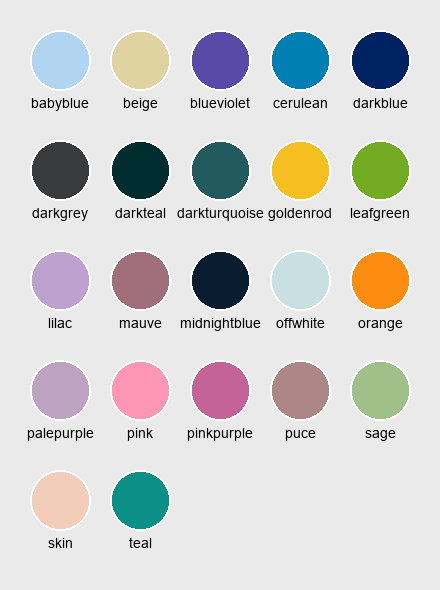 babyblue beige blueviolet cerulean darkblue
darkgrey darkteal darkturquoise goldenrod leafgreen
lilac mauve midnightblue offwhite orange
palepurple pink pinkpurple puce sage
skin teal